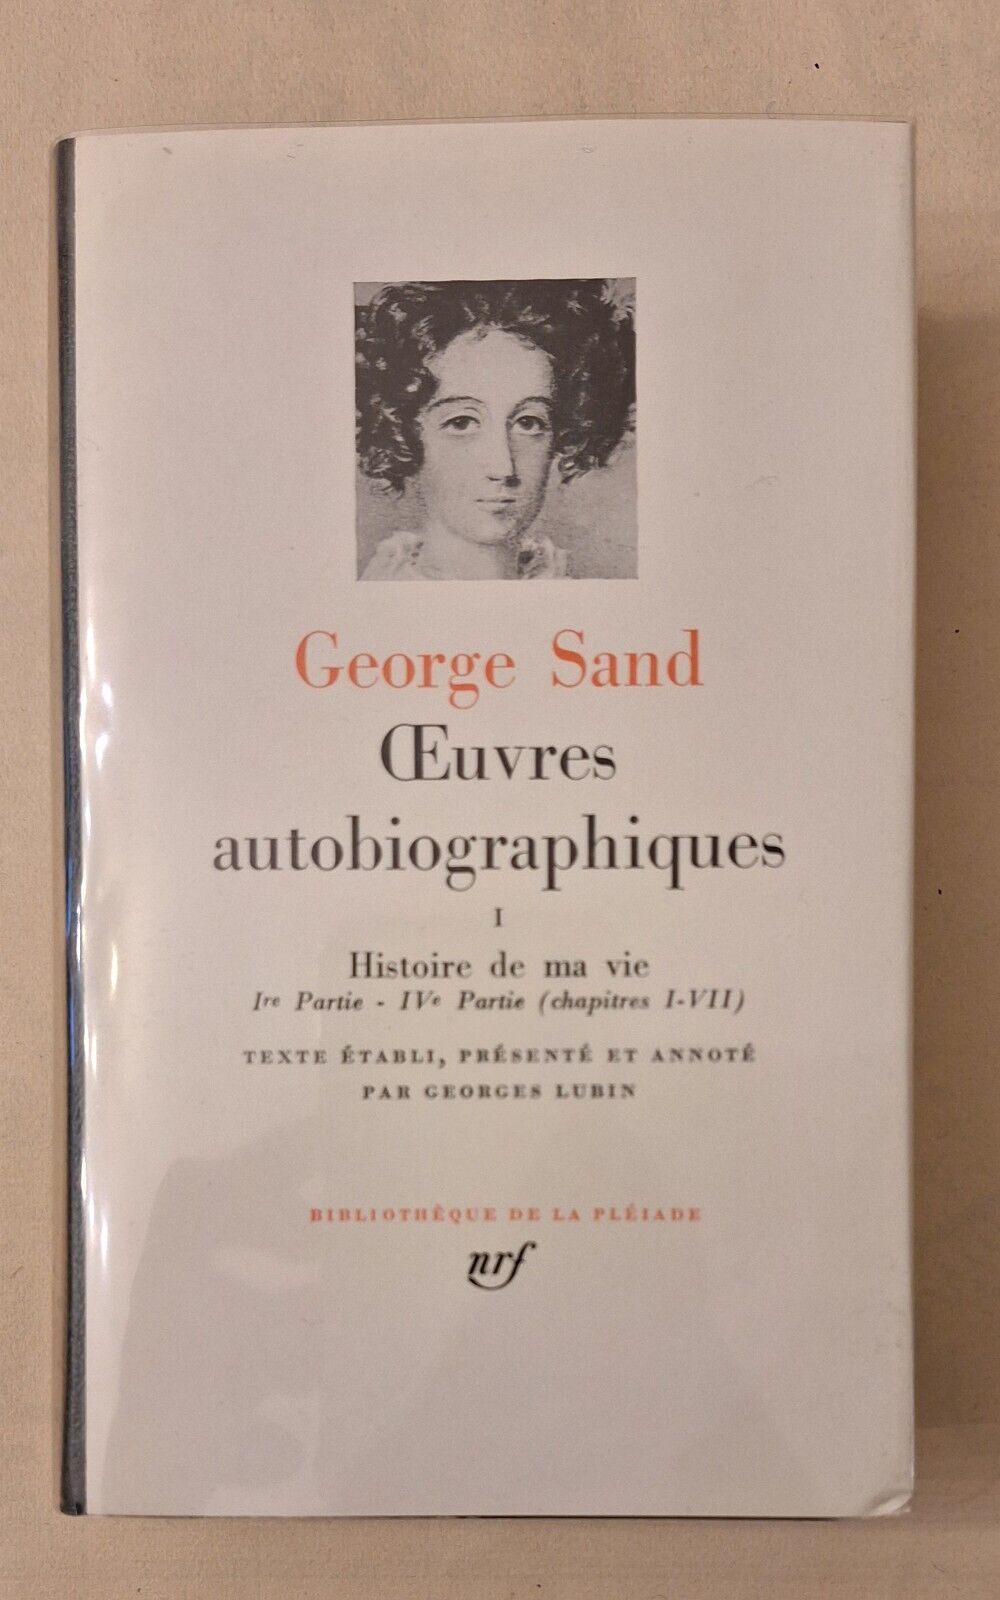 George Sand
Œuvres
autobiographiques
I
Histoire de ma vie
Ire Partie - IVe Partie (chapitres I-VII)
TEXTE ÉTABLI, PRÉSENTÉ ET ANNOTÉ
PAR GEORGES LUBIN
BIBLIOTHÈQUE DE LA PLÉIADE
nrf